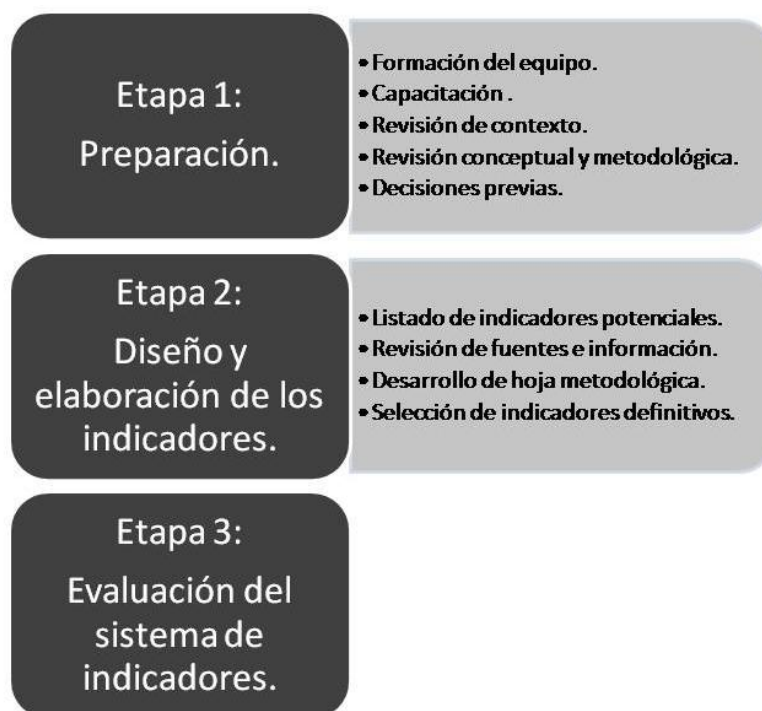 Etapa 1:
Preparación.
• Formación del equipo.
• Capacitación .
• Revisión de contexto.
• Revisión conceptual y metodológica.
• Decisiones previas.
Etapa 2:
Diseño y
elaboración de los
indicadores.
• Listado de indicadores potenciales.
• Revisión de fuentes e información.
• Desarrollo de hoja metodológica.
• Selección de indicadores definitivos.
Etapa 3:
Evaluación del
sistema de
indicadores.